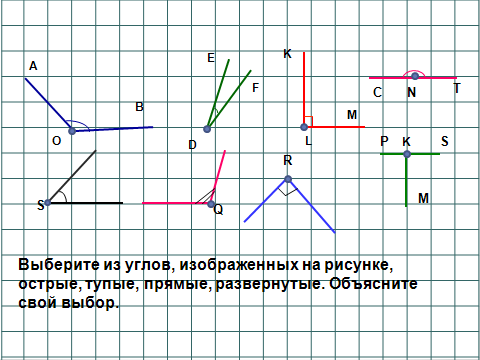 A
B
O
E
F
D
K
M
L
C
N
T
P
K
S
M
S
Q
R
Выберите из углов, изображенных на рисунке,
острые, тупые, прямые, развернутые. Объясните
свой выбор.